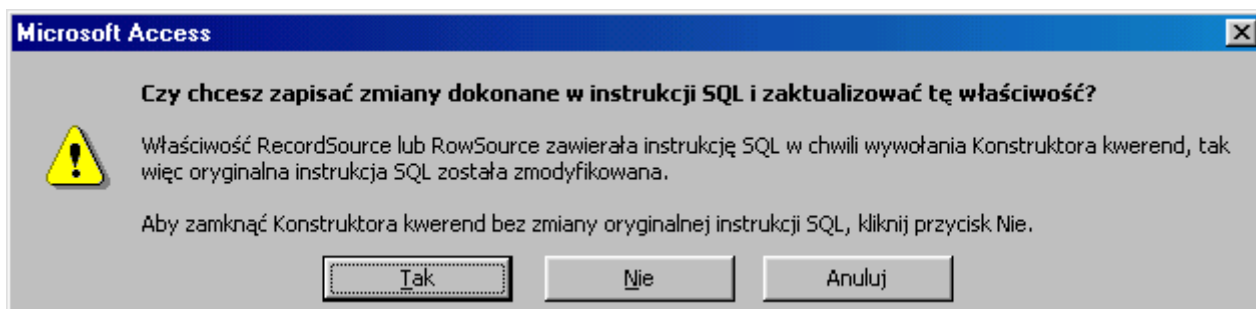 Microsoft Access
Czy chcesz zapisać zmiany dokonane w instrukcji SQL i zaktualizować tę właściwość?
Właściwość RecordSource lub RowSource zawierała instrukcję SQL w chwili wywołania Konstruktora kwerend, tak
więc oryginalna instrukcja SQL została zmodyfikowana.
Aby zamknąć Konstruktora kwerend bez zmiany oryginalnej instrukcji SQL, kliknij przycisk Nie.
Tak Nie Anuluj